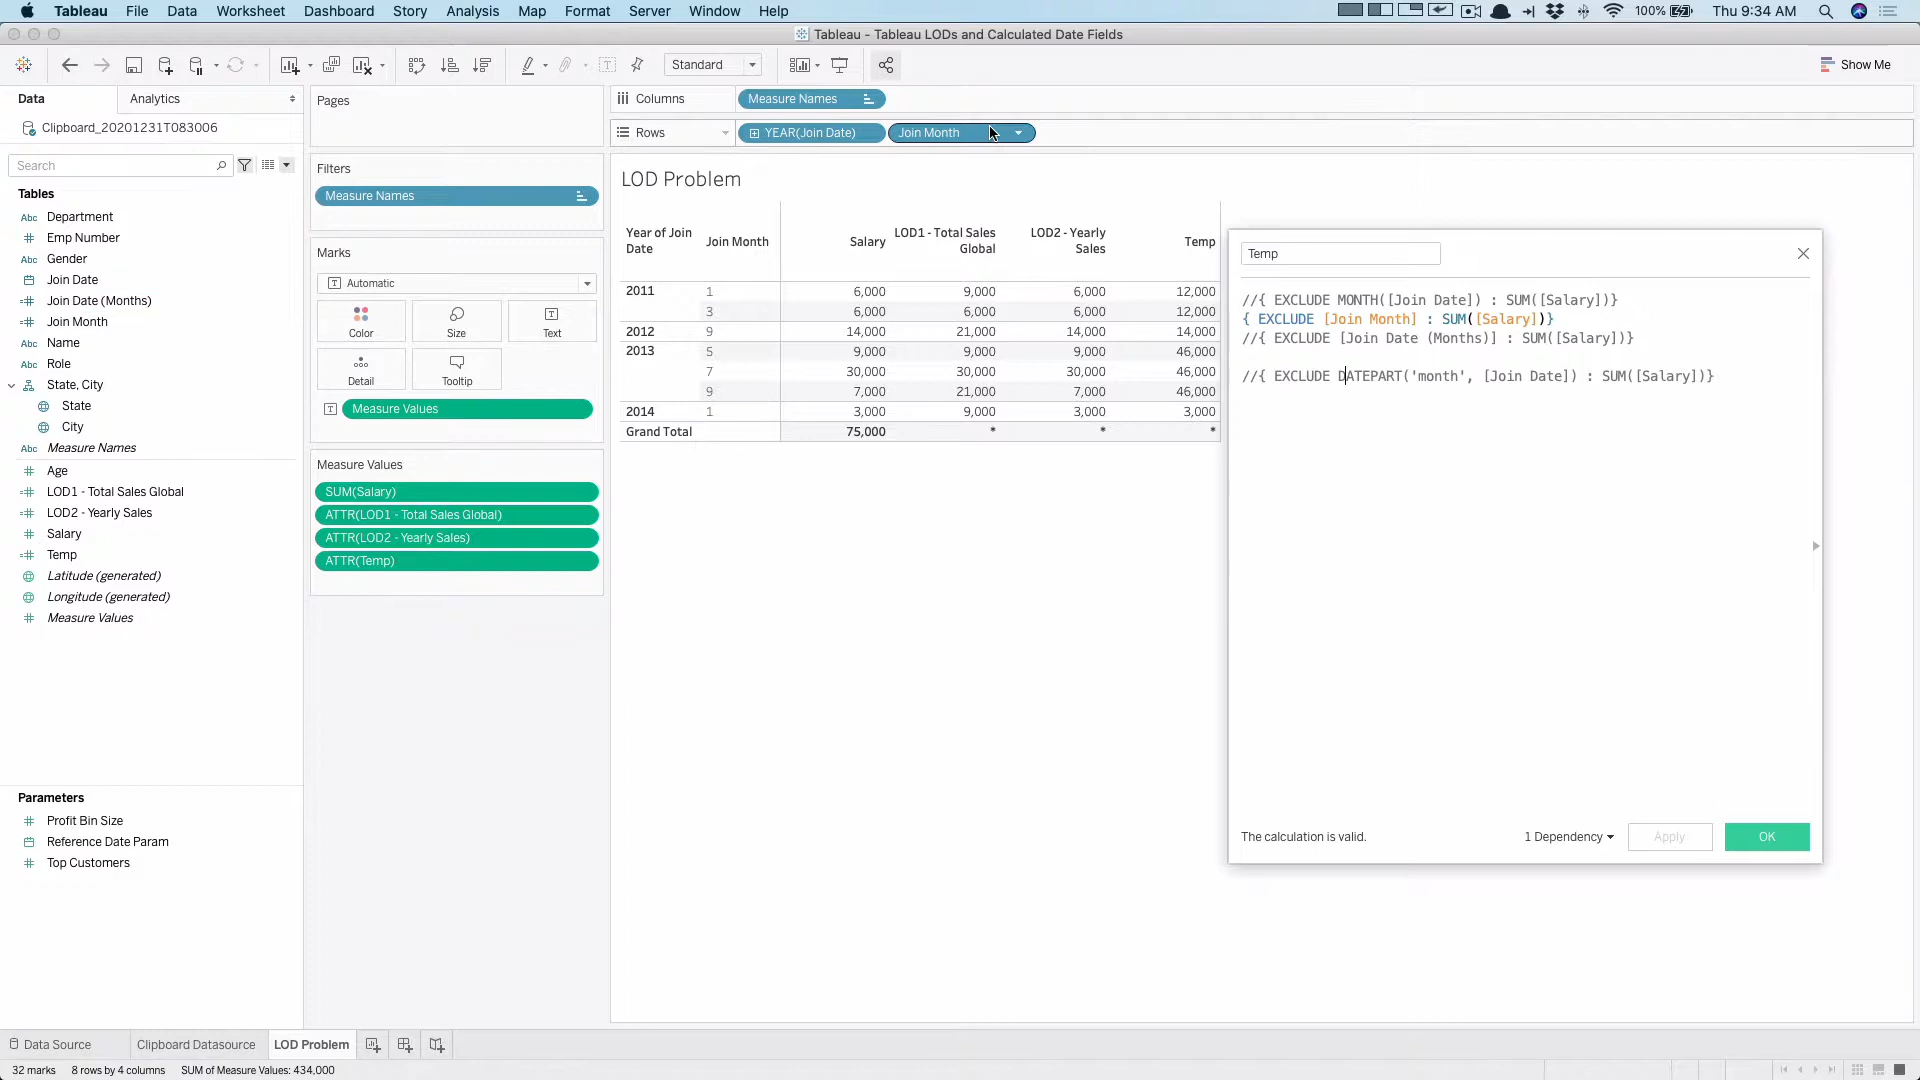 Tableau File Data Worksheet Dashboard Story Analysis Map Format Server Window Help 100% Thu 9:34 AM
Tableau - Tableau LODs and Calculated Date Fields
Standard Show Me
Data Analytics
Clipboard_20201231T083006
Search
Tables
Abc Department
Emp Number
Abc Gender
Join Date
Join Date (Months)
Join Month
Abc Name
Abc Role
State, City
State
City
Abc Measure Names
Age
LOD1 - Total Sales Global
LOD2 - Yearly Sales
Salary
Temp
Latitude (generated)
Longitude (generated)
Measure Values
Parameters
Profit Bin Size
Reference Date Param
Top Customers
Pages
Filters
Measure Names
Marks
Automatic
Color Size Text
Detail Tooltip
Measure Values
Measure Values
SUM(Salary)
ATTR(LOD1 - Total Sales Global)
ATTR(LOD2 - Yearly Sales)
ATTR(Temp)
Columns Measure Names
Rows YEAR(Join Date) Join Month
LOD Problem
Year of Join Date Join Month Salary LOD1 - Total Sales Global LOD2 - Yearly Sales Temp
2011 1 6,000 9,000 6,000 12,000
3 6,000 6,000 6,000 12,000
2012 9 14,000 21,000 14,000 14,000
2013 5 9,000 9,000 9,000 46,000
7 30,000 30,000 30,000 46,000
9 7,000 21,000 7,000 46,000
2014 1 3,000 9,000 3,000 3,000
Grand Total 75,000 * * *
Temp
//{ EXCLUDE MONTH([Join Date]) : SUM([Salary])}
{ EXCLUDE [Join Month] : SUM([Salary])}
//{ EXCLUDE [Join Date (Months)] : SUM([Salary])}
//{ EXCLUDE DATEPART('month', [Join Date]) : SUM([Salary])}
The calculation is valid. 1 Dependency Apply OK
Data Source Clipboard Datasource LOD Problem
32 marks 8 rows by 4 columns SUM of Measure Values: 434,000